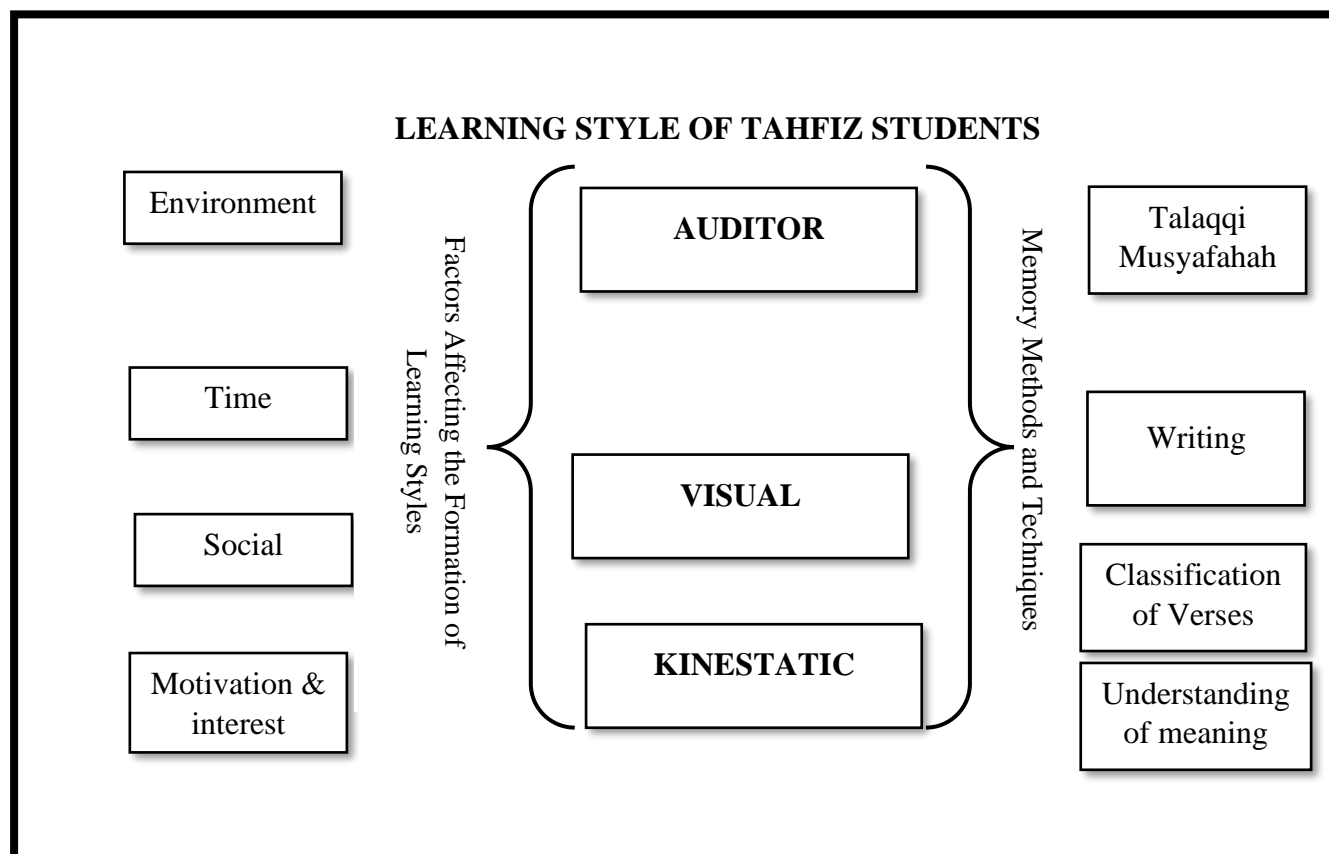 LEARNING STYLE OF TAHFIZ STUDENTS
Environment
Time
Social
Motivation &
interest
Factors Affecting the Formation of
Learning Styles
AUDITOR
VISUAL
KINESTATIC
Memory Methods and Techniques
Talaqqi
Musyafahah
Writing
Classification
of Verses
Understanding
of meaning